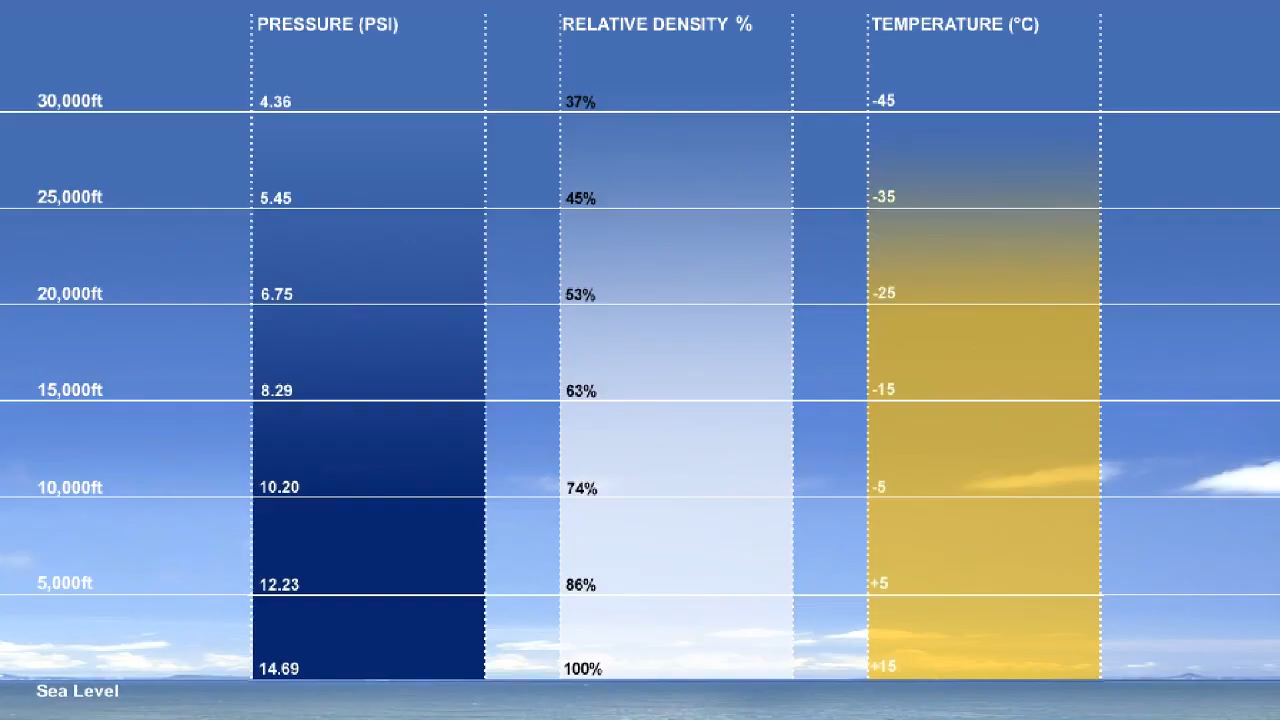 PRESSURE (PSI) RELATIVE DENSITY % TEMPERATURE (°C)
30,000ft 4.36 37% -45
25,000ft 5.45 45% -35
20,000ft 6.75 53% -25
15,000ft 8.29 63% -15
10,000ft 10.20 74% -5
5,000ft 12.23 86% +5
14.69 100% +15
Sea Level